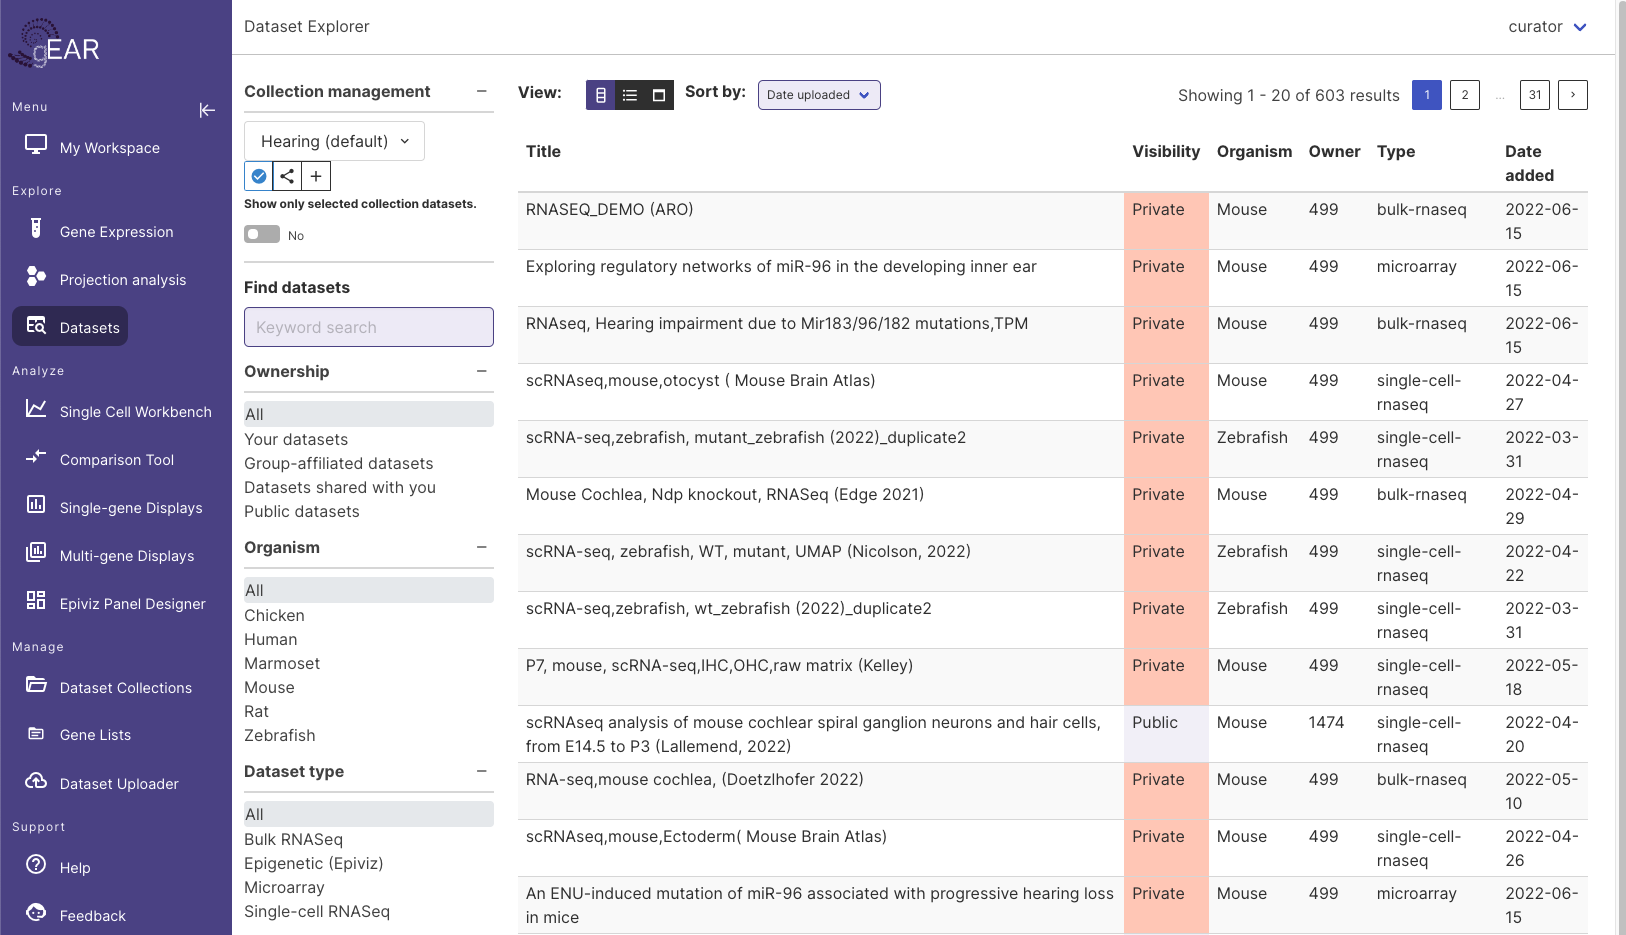 gEAR
Menu
My Workspace
Explore
Gene Expression
Projection analysis
Datasets
Analyze
Single Cell Workbench
Comparison Tool
Single-gene Displays
Multi-gene Displays
Epiviz Panel Designer
Manage
Dataset Collections
Gene Lists
Dataset Uploader
Support
Help
Feedback
Dataset Explorer
curator
Collection management
Hearing (default)
Show only selected collection datasets.
No
Find datasets
Keyword search
Ownership
All
Your datasets
Group-affiliated datasets
Datasets shared with you
Public datasets
Organism
All
Chicken
Human
Marmoset
Mouse
Rat
Zebrafish
Dataset type
All
Bulk RNASeq
Epigenetic (Epiviz)
Microarray
Single-cell RNASeq
View: Sort by: Date uploaded
Showing 1 - 20 of 603 results 1 2 ... 31 >
Title Visibility Organism Owner Type Date
added
RNASEQ_DEMO (ARO) Private Mouse 499 bulk-rnaseq 2022-06-
15
Exploring regulatory networks of miR-96 in the developing inner ear Private Mouse 499 microarray 2022-06-
15
RNAseq, Hearing impairment due to Mir183/96/182 mutations,TPM Private Mouse 499 bulk-rnaseq 2022-06-
15
scRNAseq,mouse,otocyst ( Mouse Brain Atlas) Private Mouse 499 single-cell- 2022-04-
rnaseq 27
scRNA-seq,zebrafish, mutant_zebrafish (2022)_duplicate2 Private Zebrafish 499 single-cell- 2022-03-
rnaseq 31
Mouse Cochlea, Ndp knockout, RNASeq (Edge 2021) Private Mouse 499 bulk-rnaseq 2022-04-
29
scRNA-seq, zebrafish, WT, mutant, UMAP (Nicolson, 2022) Private Zebrafish 499 single-cell- 2022-04-
rnaseq 22
scRNA-seq,zebrafish, wt_zebrafish (2022)_duplicate2 Private Zebrafish 499 single-cell- 2022-03-
rnaseq 31
P7, mouse, scRNA-seq,IHC,OHC,raw matrix (Kelley) Private Mouse 499 single-cell- 2022-05-
rnaseq 18
scRNAseq analysis of mouse cochlear spiral ganglion neurons and hair cells, Public Mouse 1474 single-cell- 2022-04-
from E14.5 to P3 (Lallemend, 2022) rnaseq 20
RNA-seq,mouse cochlea, (Doetzlhofer 2022) Private Mouse 499 bulk-rnaseq 2022-05-
10
scRNAseq,mouse,Ectoderm( Mouse Brain Atlas) Private Mouse 499 single-cell- 2022-04-
rnaseq 26
An ENU-induced mutation of miR-96 associated with progressive hearing loss Private Mouse 499 microarray 2022-06-
in mice 15